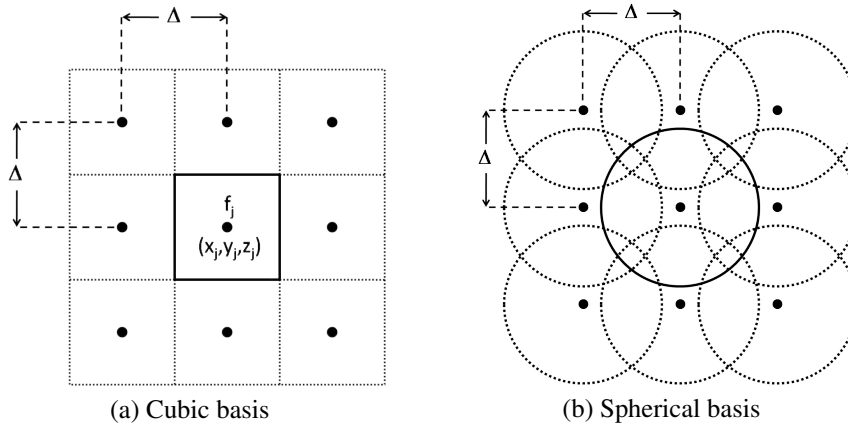 Δ
Δ
Δ
Δ
f_j
(x_j,y_j,z_j)
(a) Cubic basis
(b) Spherical basis